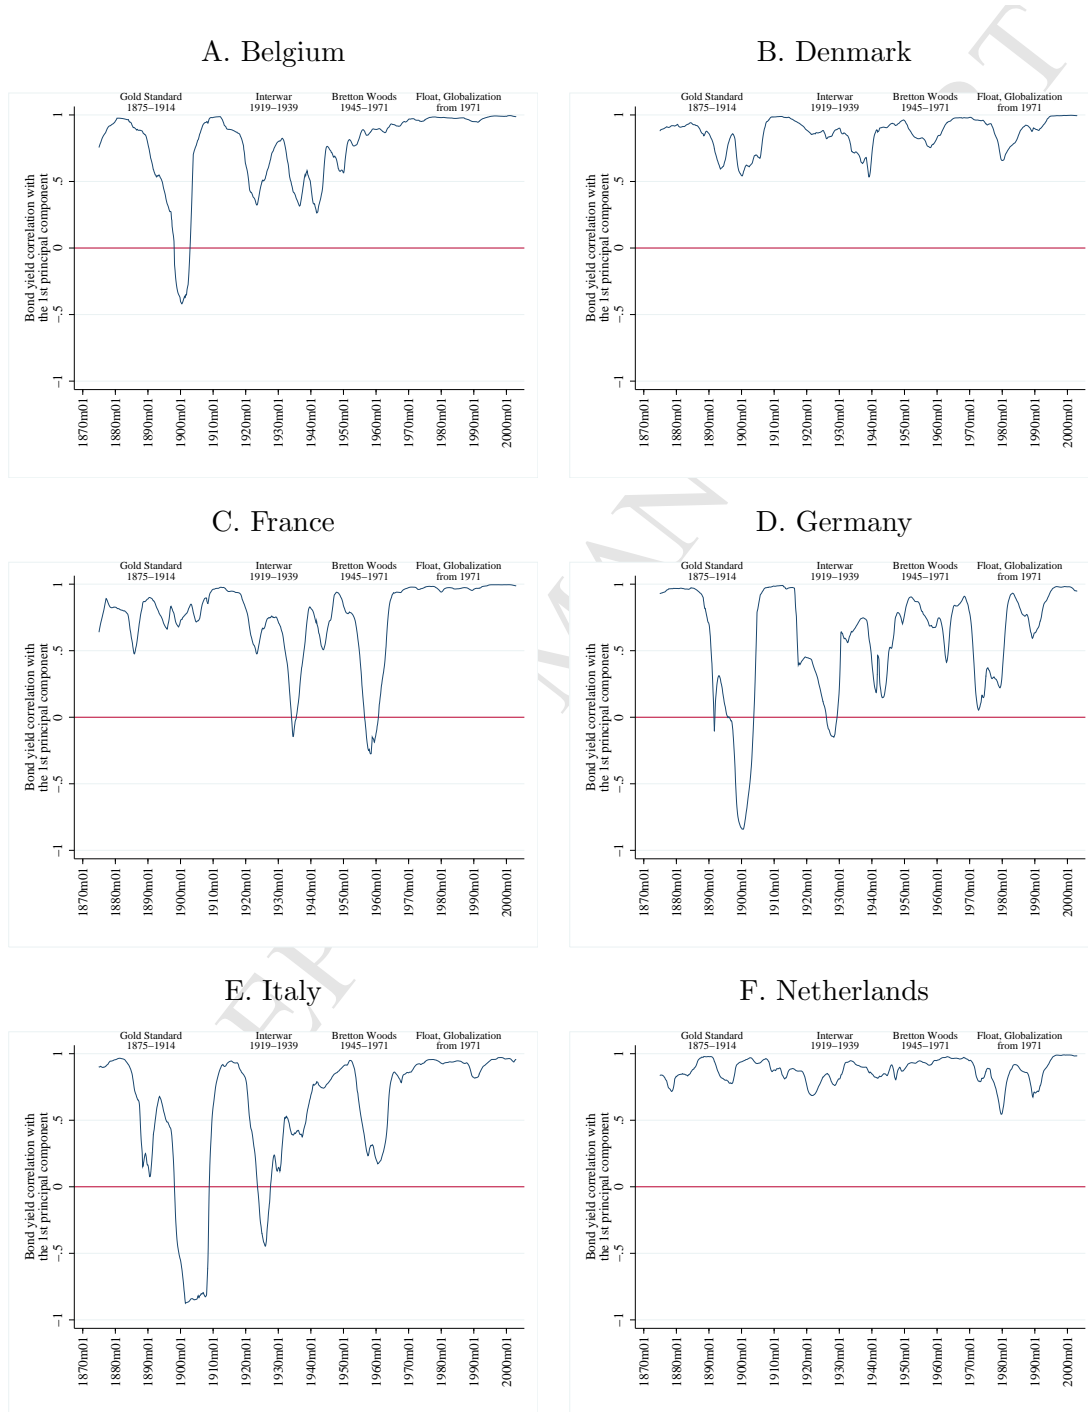 A. Belgium
Gold Standard
1875–1914
Interwar
1919–1939
Bretton Woods
1945–1971
Float, Globalization
from 1971
Bond yield correlation with
the 1st principal component
1
.5
0
−.5
−1
1870m01
1880m01
1890m01
1900m01
1910m01
1920m01
1930m01
1940m01
1950m01
1960m01
1970m01
1980m01
1990m01
2000m01
B. Denmark
Gold Standard
1875–1914
Interwar
1919–1939
Bretton Woods
1945–1971
Float, Globalization
from 1971
Bond yield correlation with
the 1st principal component
1
.5
0
−.5
−1
1870m01
1880m01
1890m01
1900m01
1910m01
1920m01
1930m01
1940m01
1950m01
1960m01
1970m01
1980m01
1990m01
2000m01
C. France
Gold Standard
1875–1914
Interwar
1919–1939
Bretton Woods
1945–1971
Float, Globalization
from 1971
Bond yield correlation with
the 1st principal component
1
.5
0
−.5
−1
1870m01
1880m01
1890m01
1900m01
1910m01
1920m01
1930m01
1940m01
1950m01
1960m01
1970m01
1980m01
1990m01
2000m01
D. Germany
Gold Standard
1875–1914
Interwar
1919–1939
Bretton Woods
1945–1971
Float, Globalization
from 1971
Bond yield correlation with
the 1st principal component
1
.5
0
−.5
−1
1870m01
1880m01
1890m01
1900m01
1910m01
1920m01
1930m01
1940m01
1950m01
1960m01
1970m01
1980m01
1990m01
2000m01
E. Italy
Gold Standard
1875–1914
Interwar
1919–1939
Bretton Woods
1945–1971
Float, Globalization
from 1971
Bond yield correlation with
the 1st principal component
1
.5
0
−.5
−1
1870m01
1880m01
1890m01
1900m01
1910m01
1920m01
1930m01
1940m01
1950m01
1960m01
1970m01
1980m01
1990m01
2000m01
F. Netherlands
Gold Standard
1875–1914
Interwar
1919–1939
Bretton Woods
1945–1971
Float, Globalization
from 1971
Bond yield correlation with
the 1st principal component
1
.5
0
−.5
−1
1870m01
1880m01
1890m01
1900m01
1910m01
1920m01
1930m01
1940m01
1950m01
1960m01
1970m01
1980m01
1990m01
2000m01